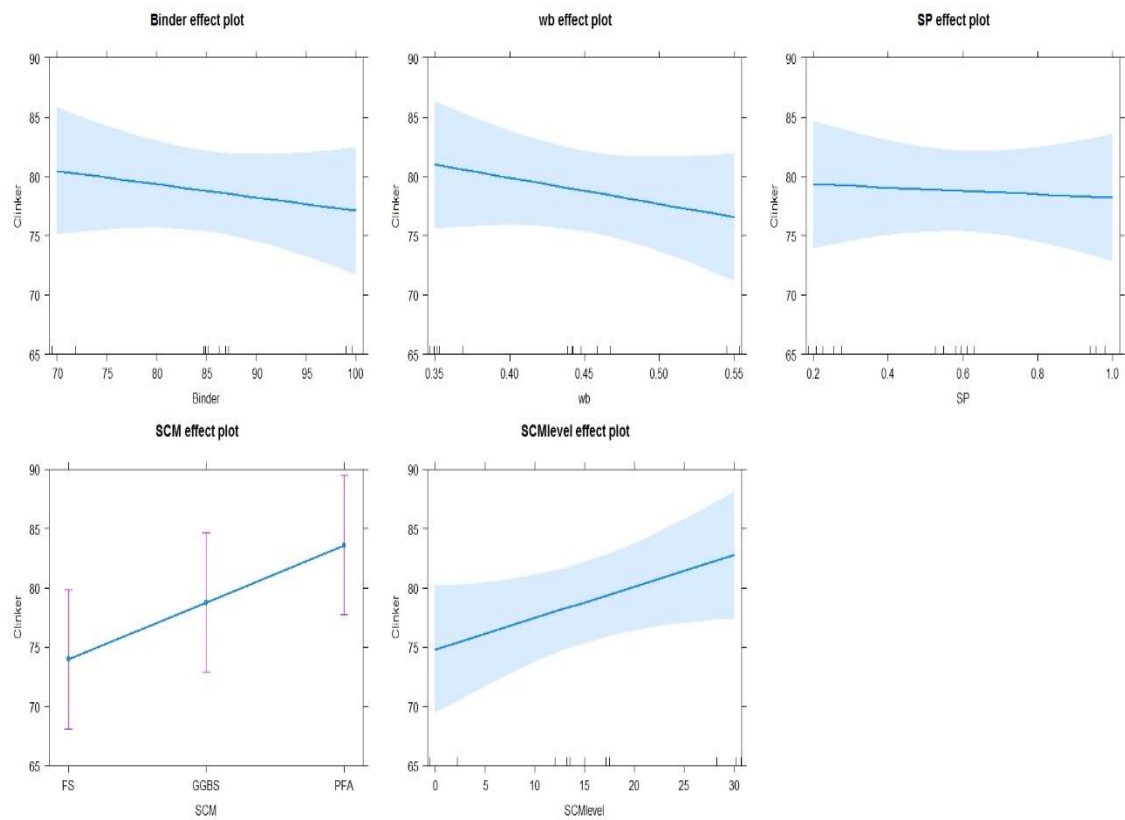 Binder effect plot
90
85
80
75
70
65
Clinker
70 75 80 85 90 95 100
Binder
wb effect plot
90
85
80
75
70
65
Clinker
0.35 0.40 0.45 0.50 0.55
wb
SP effect plot
90
85
80
75
70
65
Clinker
0.2 0.4 0.6 0.8 1.0
SP
SCM effect plot
90
85
80
75
70
65
Clinker
FS GGBS PFA
SCM
SCMlevel effect plot
90
85
80
75
70
65
Clinker
0 5 10 15 20 25 30
SCMlevel